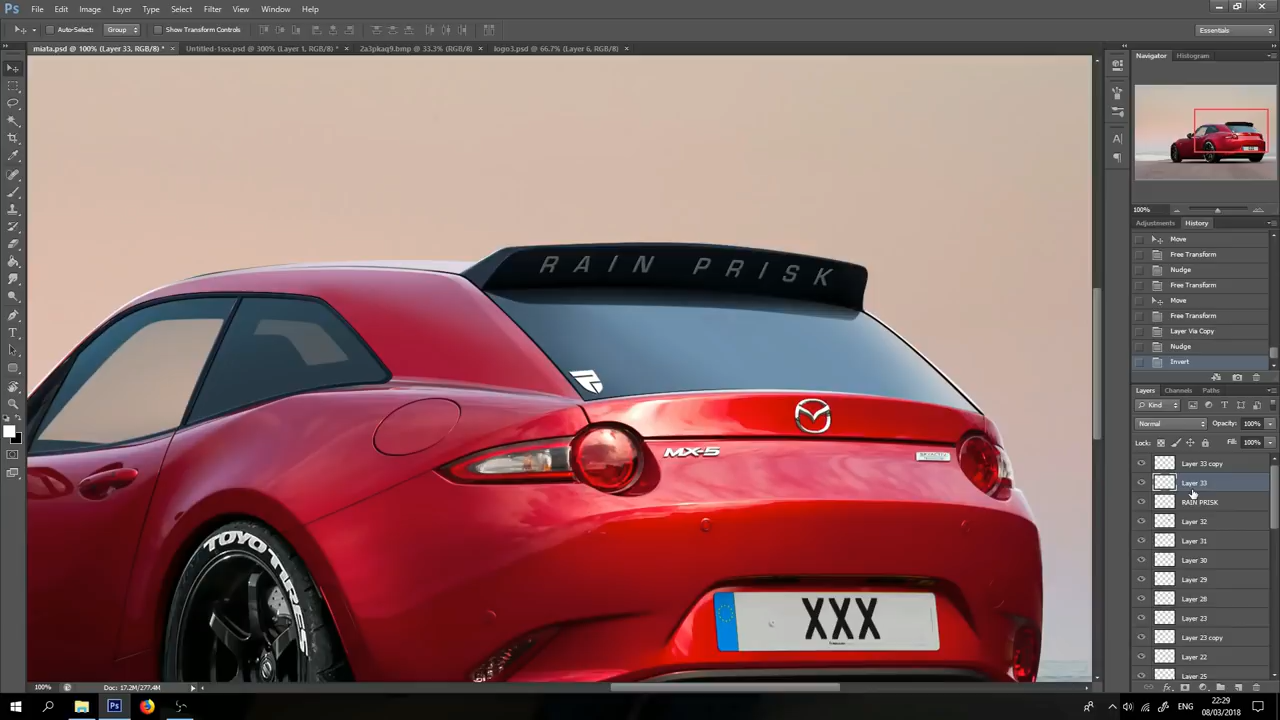 Ps File Edit Image Layer Type Select Filter View Window Help
Auto-Select: Group Show Transform Controls Essentials
miata.psd @ 100% (Layer 33, RGB/8) * × Untitled-1sss.psd @ 300% (Layer 1, RGB/8) * × 2a3pkaq9.bmp @ 33.3% (RGB/8) × logo3.psd @ 66.7% (Layer 6, RGB/8) ×
Navigator Histogram
100%
Adjustments History
Move
Free Transform
Nudge
Free Transform
Move
Free Transform
Layer Via Copy
Nudge
Invert
Layers Channels Paths
Kind
Normal Opacity: 100%
Lock: Fill: 100%
Layer 33 copy
Layer 33
RAIN PRISK
Layer 32
Layer 31
Layer 30
Layer 29
Layer 28
Layer 23
Layer 23 copy
Layer 22
Layer 25
RAIN PRISK
MX-5
TOYO TIRES
XXX
100% Doc: 17.2M/277.4M
Ps ENG 22:29
08/03/2018